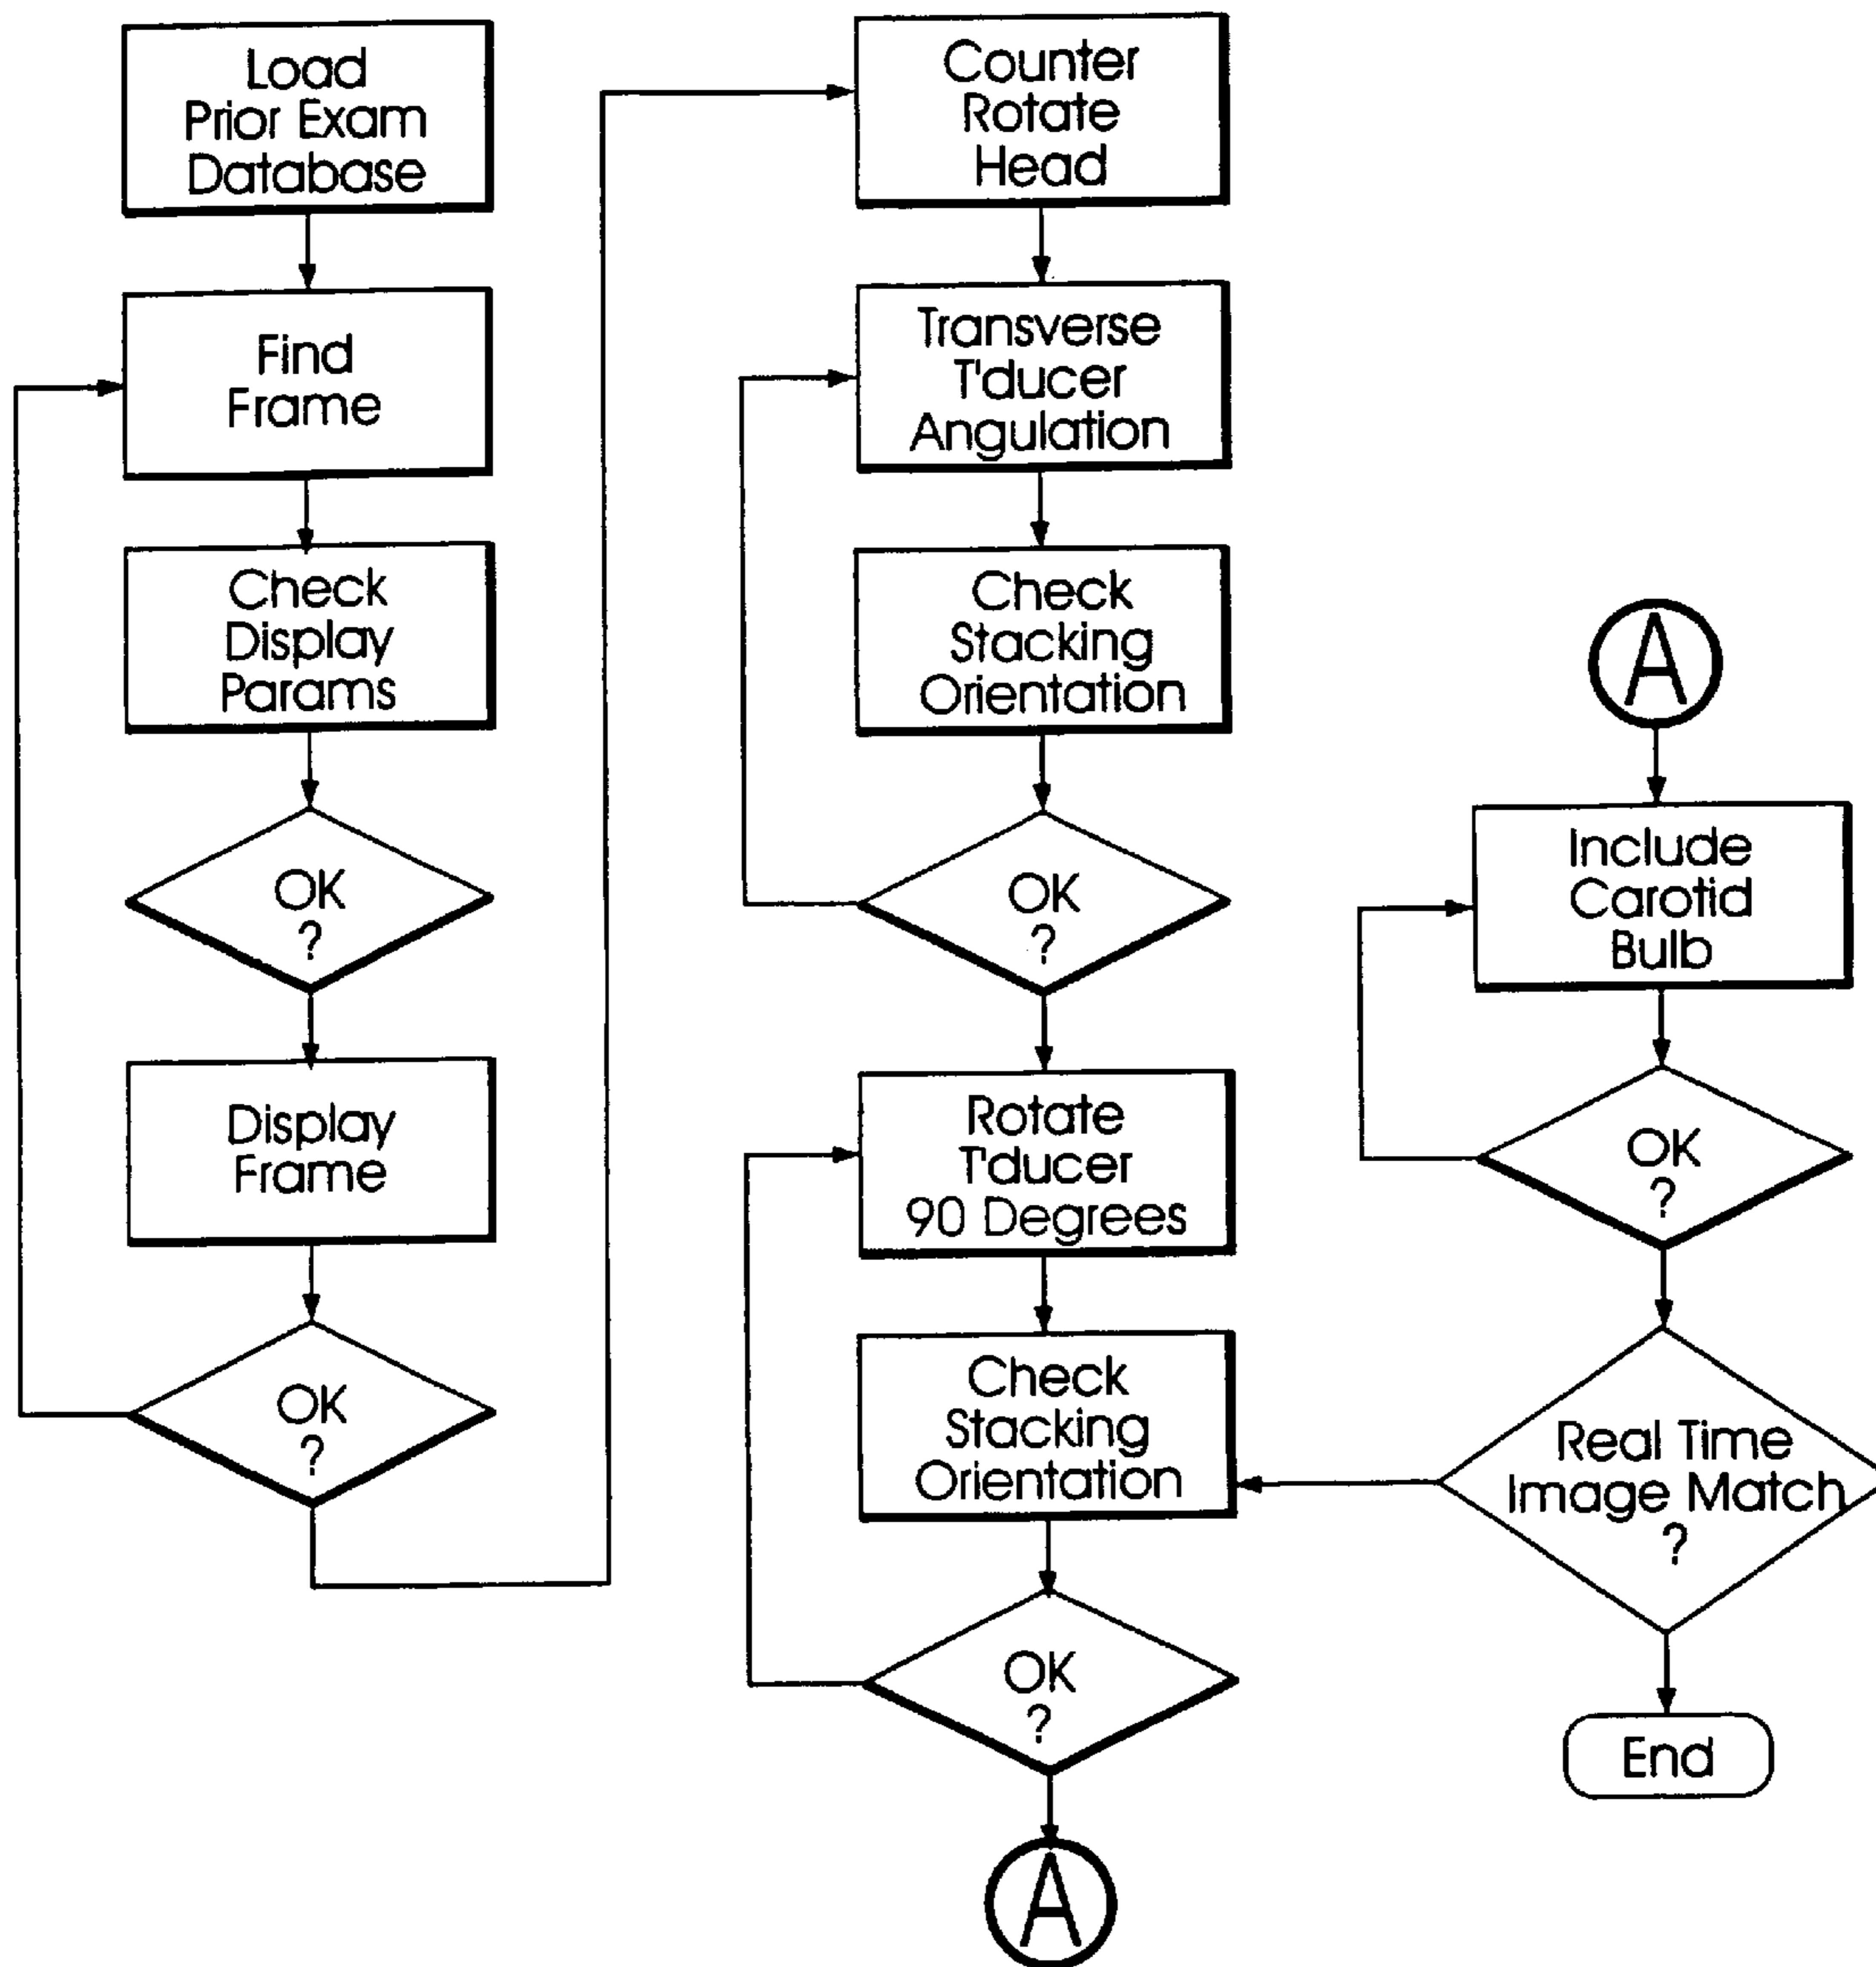 Load
Prior Exam
Database
Find
Frame
Check
Display
Params
OK
?
Display
Frame
OK
?
Counter
Rotate
Head
Transverse
T'ducer
Angulation
Check
Stacking
Orientation
OK
?
Rotate
T'ducer
90 Degrees
Check
Stacking
Orientation
OK
?
A
A
Include
Carotid
Bulb
OK
?
Real Time
Image Match
?
End